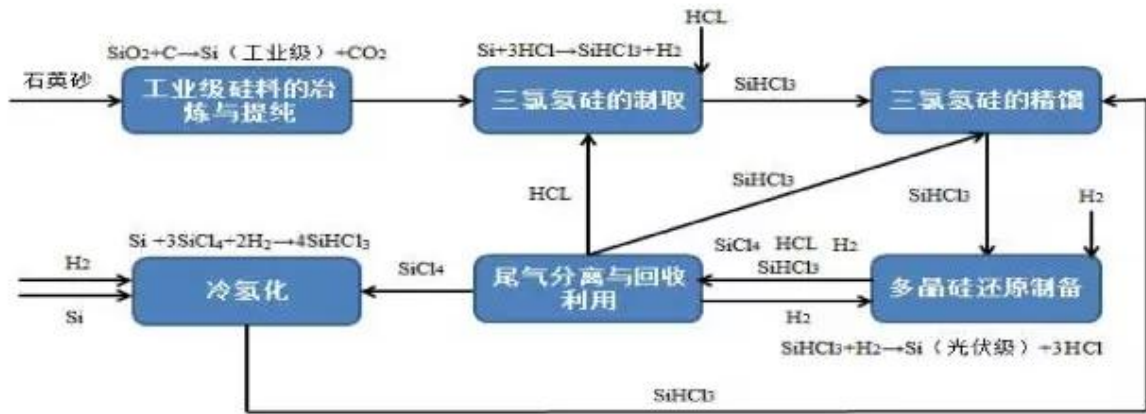 HCL
SiO2+C→Si（工业级）+CO2
Si+3HCl→SiHCl3+H2
石英砂
工业级硅料的冶
炼与提纯
三氯氢硅的制取
SiHCl3
三氯氢硅的精馏
HCL
SiHCl3
SiHCl3
H2
Si +3SiCl4+2H2→4SiHCl3
SiCl4 HCL H2
SiHCl3
H2
Si
冷氢化
SiCl4
尾气分离与回收
利用
H2
多晶硅还原制备
SiHCl3+H2→Si（光伏级）+3HCl
SiHCl3